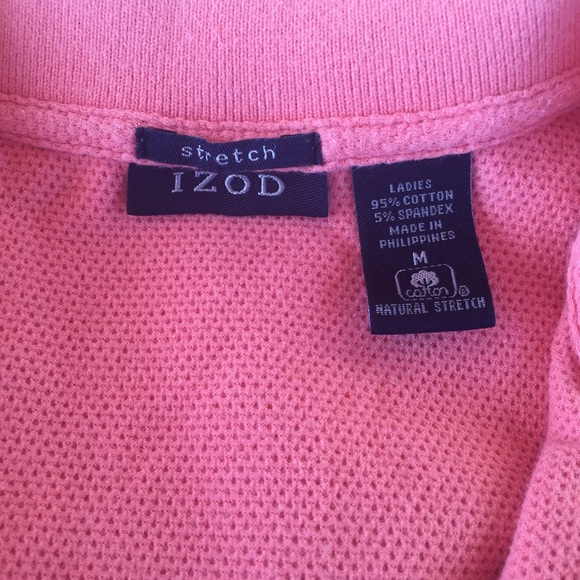 stretch
IZOD
LADIES
95% COTTON
5% SPANDEX
MADE IN
PHILIPPINES
M
cotton ®
NATURAL STRETCH